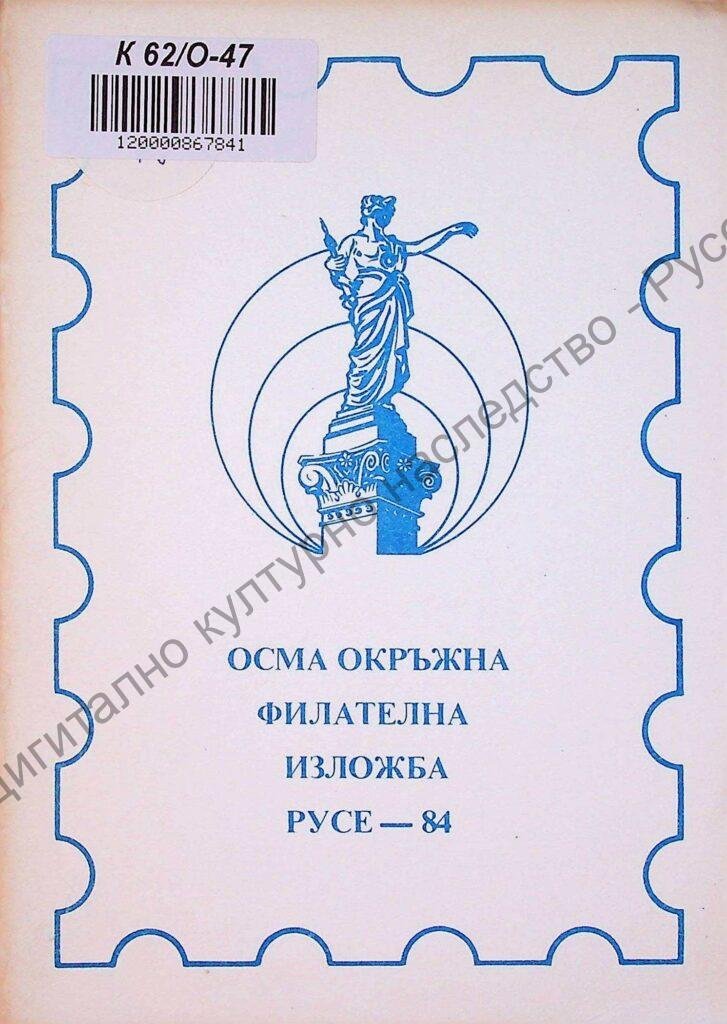 К 62/О-47
120000867841
ОСМА ОКРЪЖНА
ФИЛАТЕЛНА
ИЗЛОЖБА
РУСЕ — 84
дигитално културно наследство - Русе